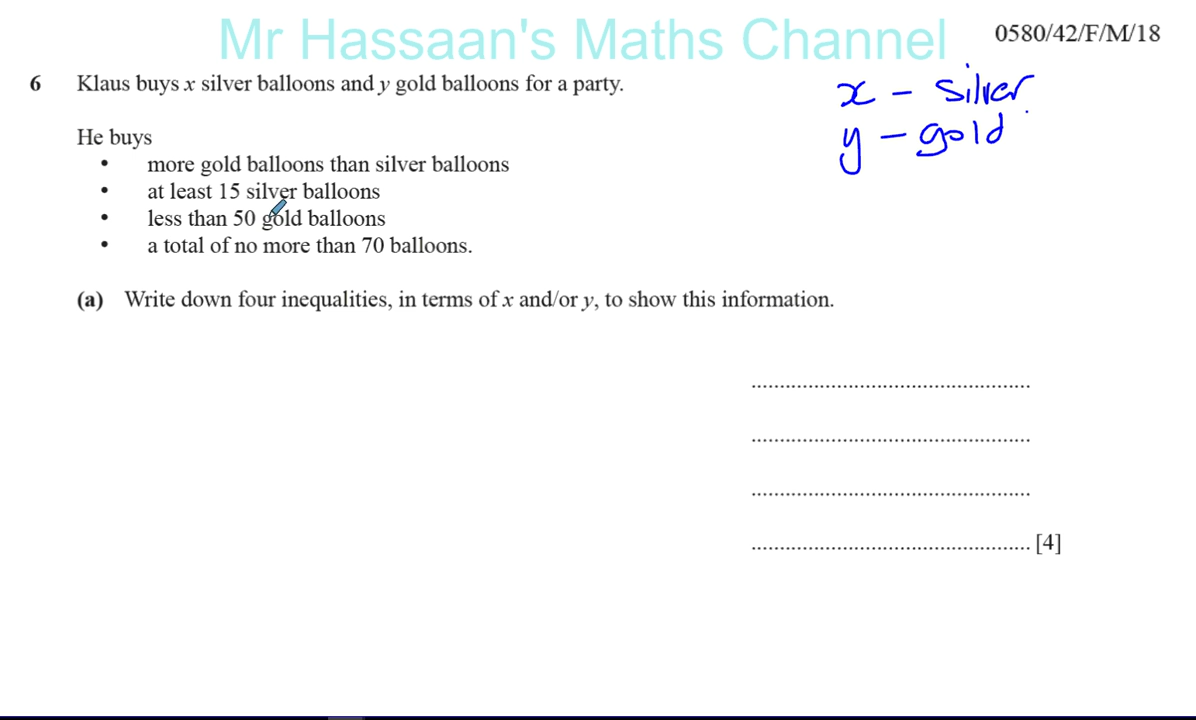 Mr Hassaan's Maths Channel
0580/42/F/M/18
6 Klaus buys x silver balloons and y gold balloons for a party.
x – silver
y – gold
He buys
• more gold balloons than silver balloons
• at least 15 silver balloons
• less than 50 gold balloons
• a total of no more than 70 balloons.
(a) Write down four inequalities, in terms of x and/or y, to show this information.
..................................................
..................................................
..................................................
.................................................. [4]